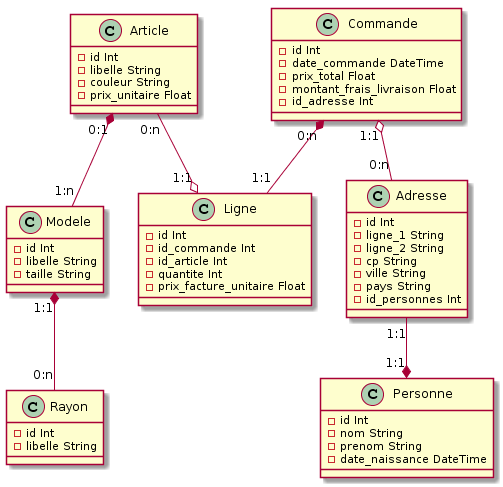 C Article
id Int
libelle String
couleur String
prix_unitaire Float
C Commande
id Int
date_commande DateTime
prix_total Float
montant_frais_livraison Float
id_adresse Int
0:1
0:n
0:n
1:1
1:n
1:1
1:1
0:n
C Modele
id Int
libelle String
taille String
C Ligne
id Int
id_commande Int
id_article Int
quantite Int
prix_facture_unitaire Float
C Adresse
id Int
ligne_1 String
ligne_2 String
cp String
ville String
pays String
id_personnes Int
1:1
0:n
1:1
1:1
C Rayon
id Int
libelle String
C Personne
id Int
nom String
prenom String
date_naissance DateTime